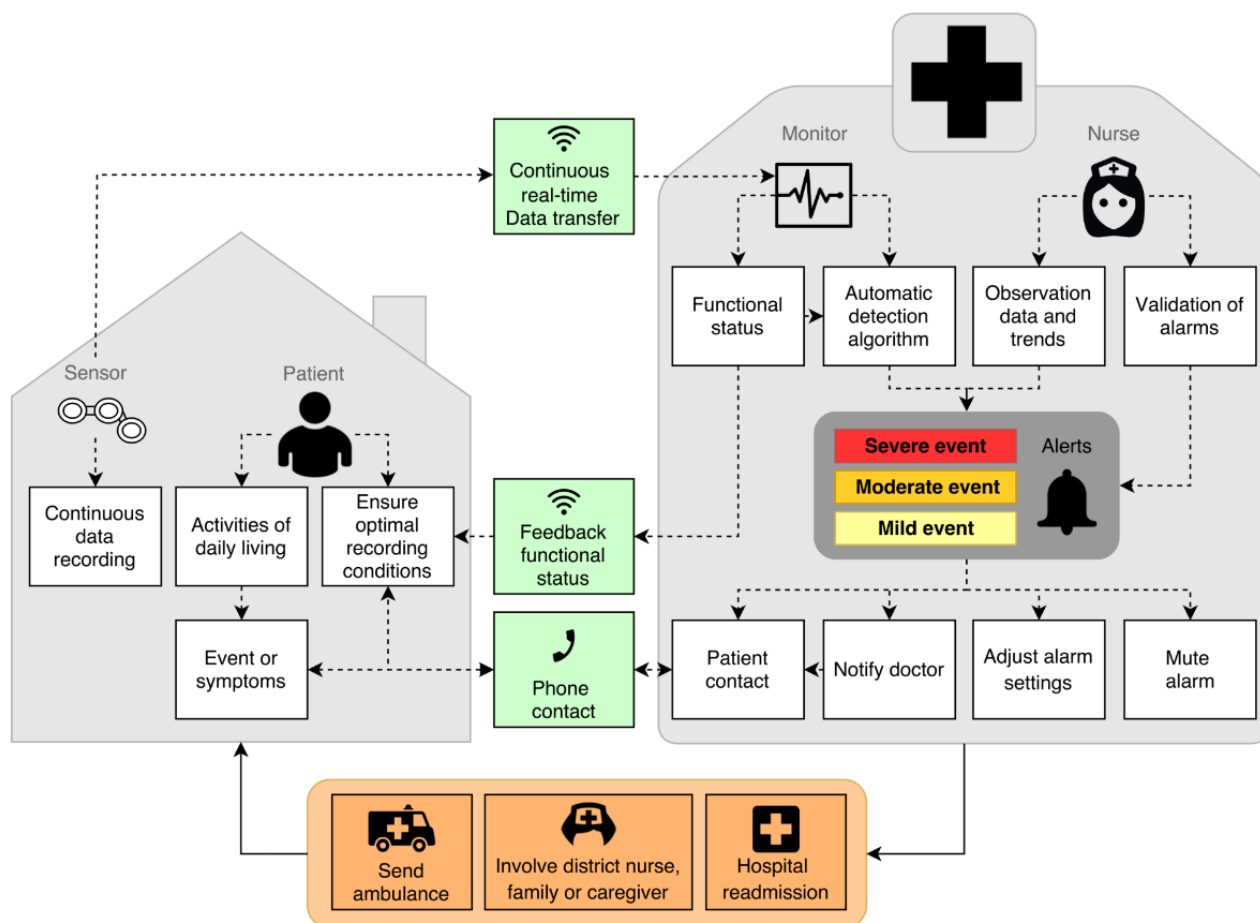 Monitor
Nurse
Continuous
real-time
Data transfer
Functional
status
Automatic
detection
algorithm
Observation
data and
trends
Validation of
alarms
Sensor
Patient
Severe event
Moderate event
Mild event
Alerts
Continuous
data
recording
Activities of
daily living
Ensure
optimal
recording
conditions
Feedback
functional
status
Event or
symptoms
Phone
contact
Patient
contact
Notify doctor
Adjust alarm
settings
Mute
alarm
Send
ambulance
Involve district nurse,
family or caregiver
Hospital
readmission